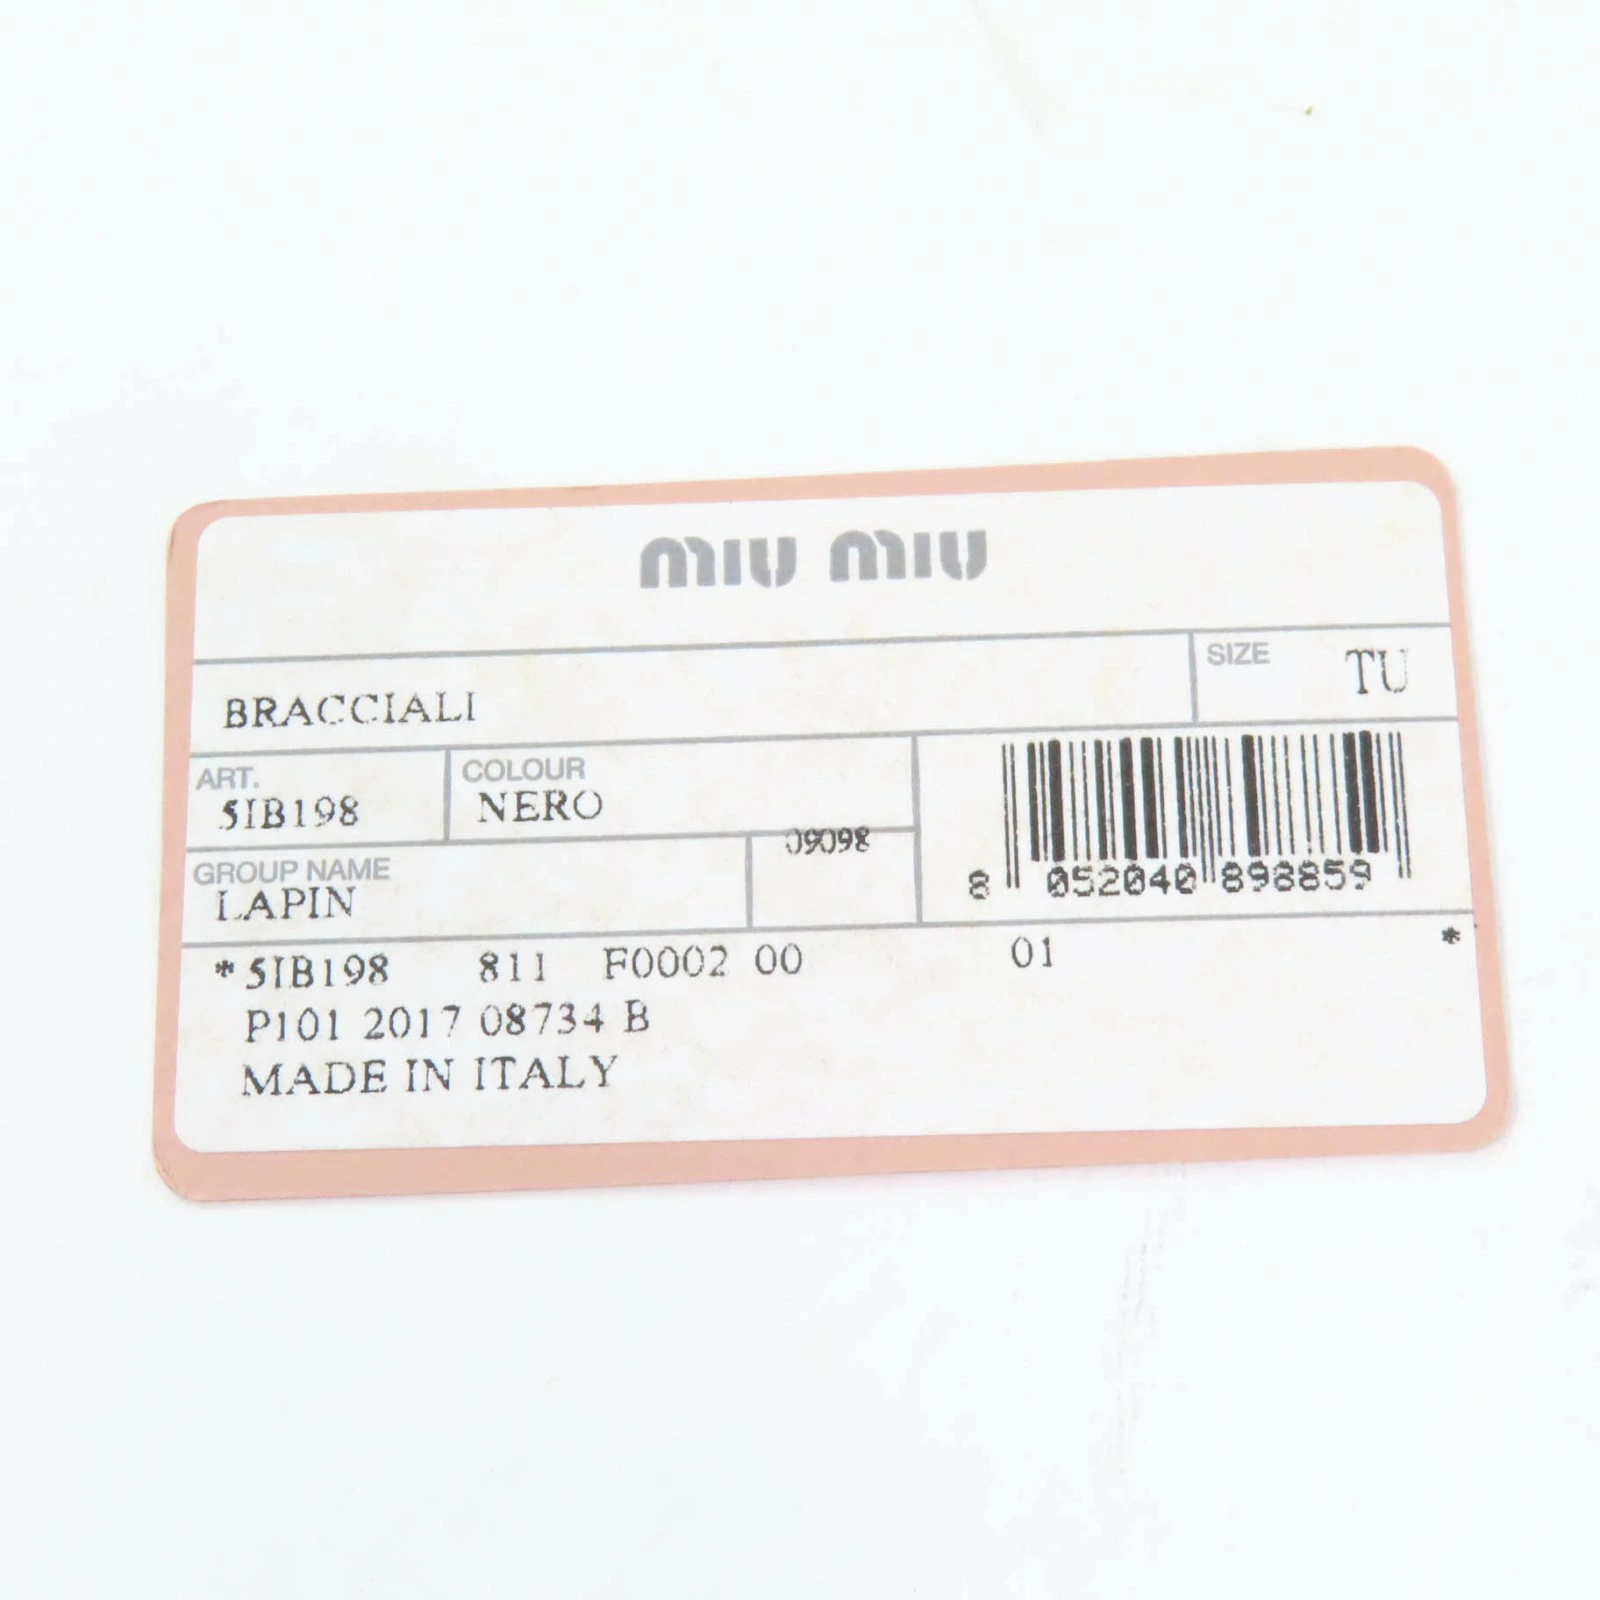 MIU MIU
BRACCIALI
SIZE TU
ART.
5IB198
COLOUR
NERO
GROUP NAME
LAPIN
09098
8 052040 898859
*5IB198 811 F0002 00 01 *
P101 2017 08734 B
MADE IN ITALY